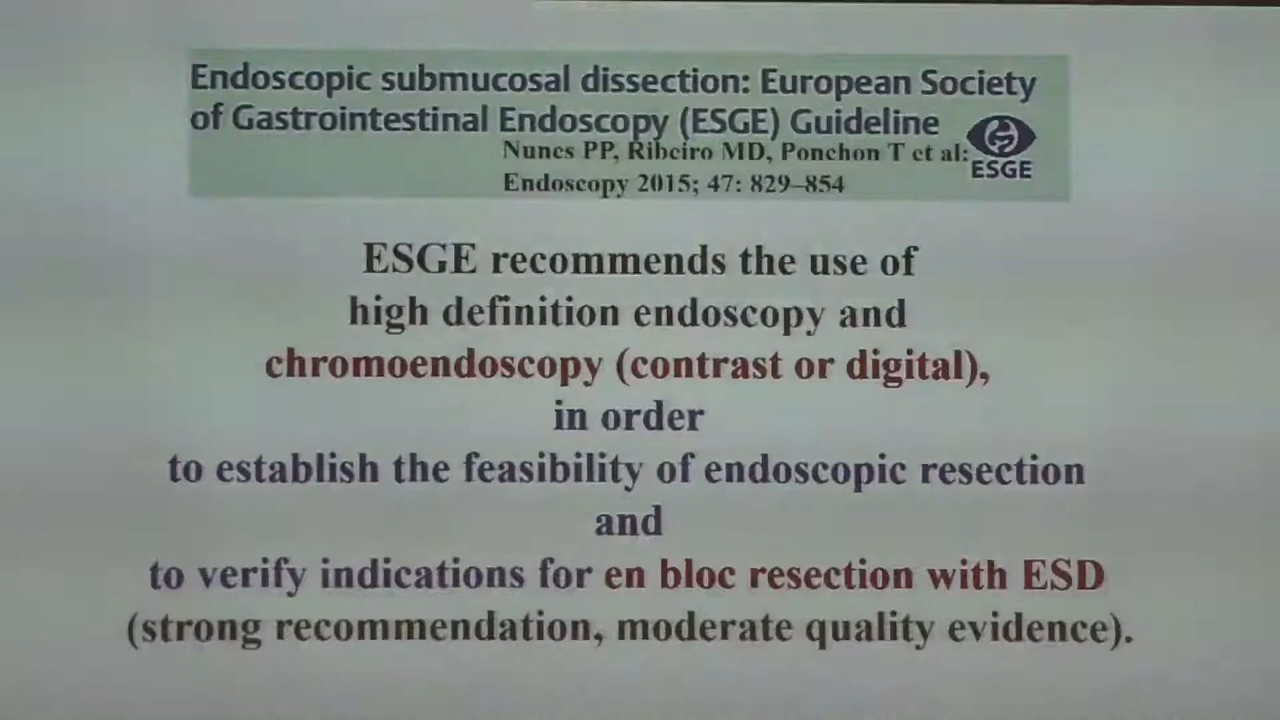 Endoscopic submucosal dissection: European Society
of Gastrointestinal Endoscopy (ESGE) Guideline
Nunes PP, Ribeiro MD, Ponchon T et al:
Endoscopy 2015; 47: 829–854
ESGE
ESGE recommends the use of
high definition endoscopy and
chromoendoscopy (contrast or digital),
in order
to establish the feasibility of endoscopic resection
and
to verify indications for en bloc resection with ESD
(strong recommendation, moderate quality evidence).